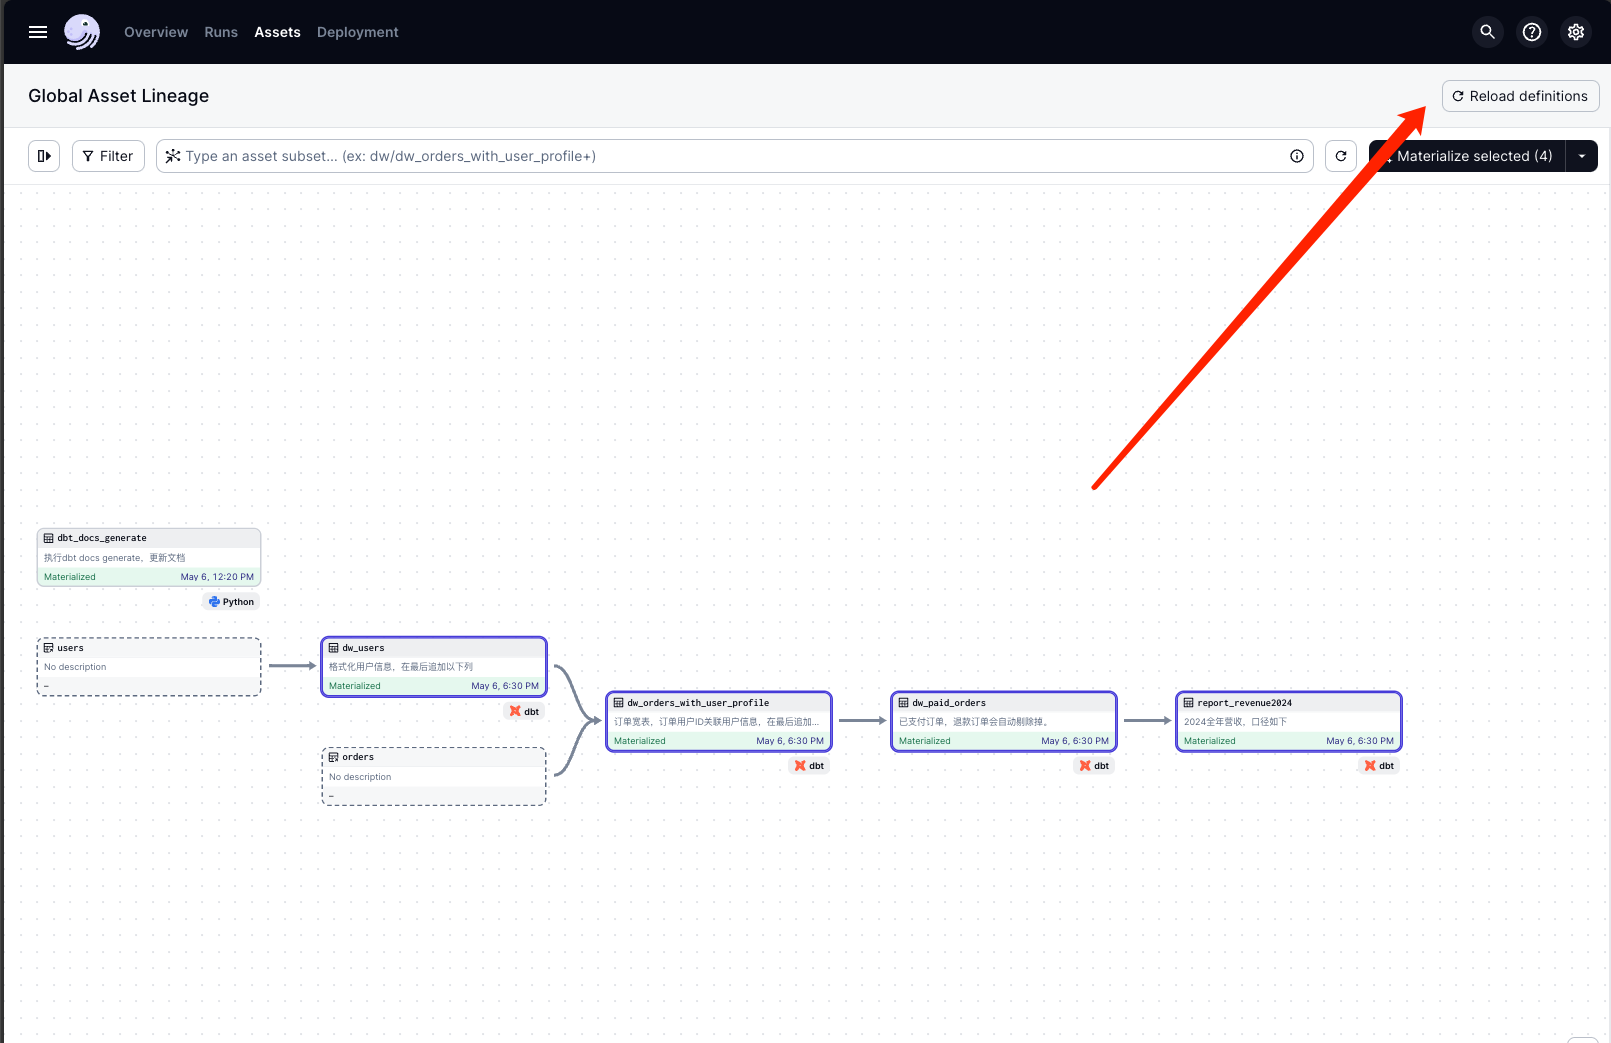 Overview Runs Assets Deployment
Global Asset Lineage
Reload definitions
Filter
Type an asset subset... (ex: dw/dw_orders_with_user_profile+)
Materialize selected (4)
dbt_docs_generate
执行dbt docs generate，更新文档
Materialized May 6, 12:20 PM
Python
users
No description
–
dw_users
格式化用户信息，在最后追加以下列
Materialized May 6, 6:30 PM
dbt
orders
No description
–
dw_orders_with_user_profile
订单宽表，订单用户ID关联用户信息，在最后追加...
Materialized May 6, 6:30 PM
dbt
dw_paid_orders
已支付订单，退款订单会自动剔除掉。
Materialized May 6, 6:30 PM
dbt
report_revenue2024
2024全年营收，口径如下
Materialized May 6, 6:30 PM
dbt